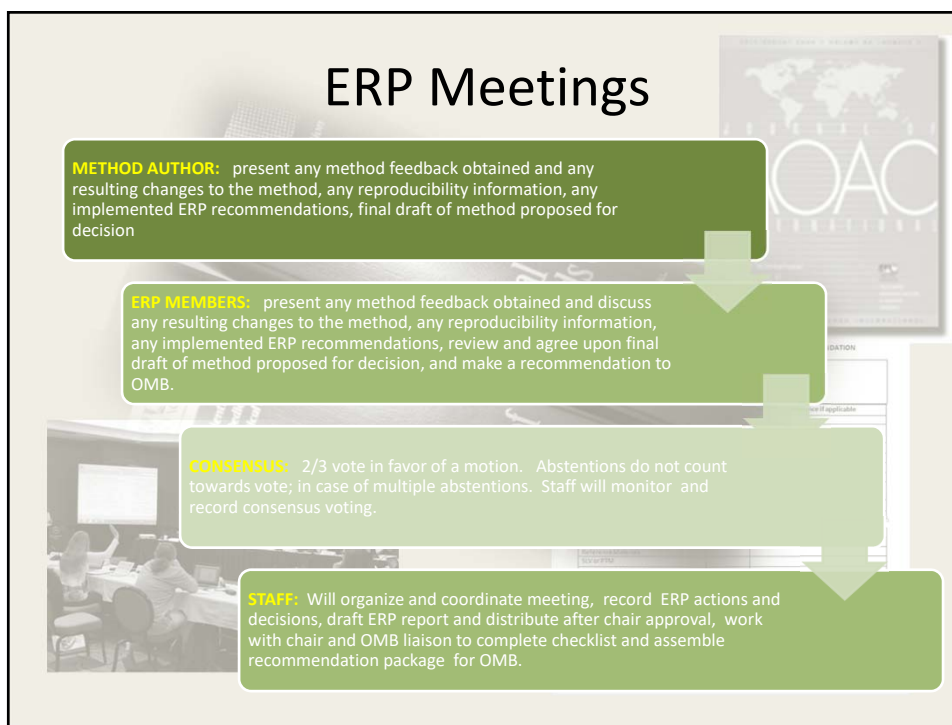 ERP Meetings
METHOD AUTHOR: present any method feedback obtained and any
resulting changes to the method, any reproducibility information, any
implemented ERP recommendations, final draft of method proposed for
decision
ERP MEMBERS: present any method feedback obtained and discuss
any resulting changes to the method, any reproducibility information,
any implemented ERP recommendations, review and agree upon final
draft of method proposed for decision, and make a recommendation to
OMB.
CONSENSUS: 2/3 vote in favor of a motion. Abstentions do not count
towards vote; in case of multiple abstentions. Staff will monitor and
record consensus voting.
STAFF: Will organize and coordinate meeting, record ERP actions and
decisions, draft ERP report and distribute after chair approval, work
with chair and OMB liaison to complete checklist and assemble
recommendation package for OMB.
OAC
if applicable